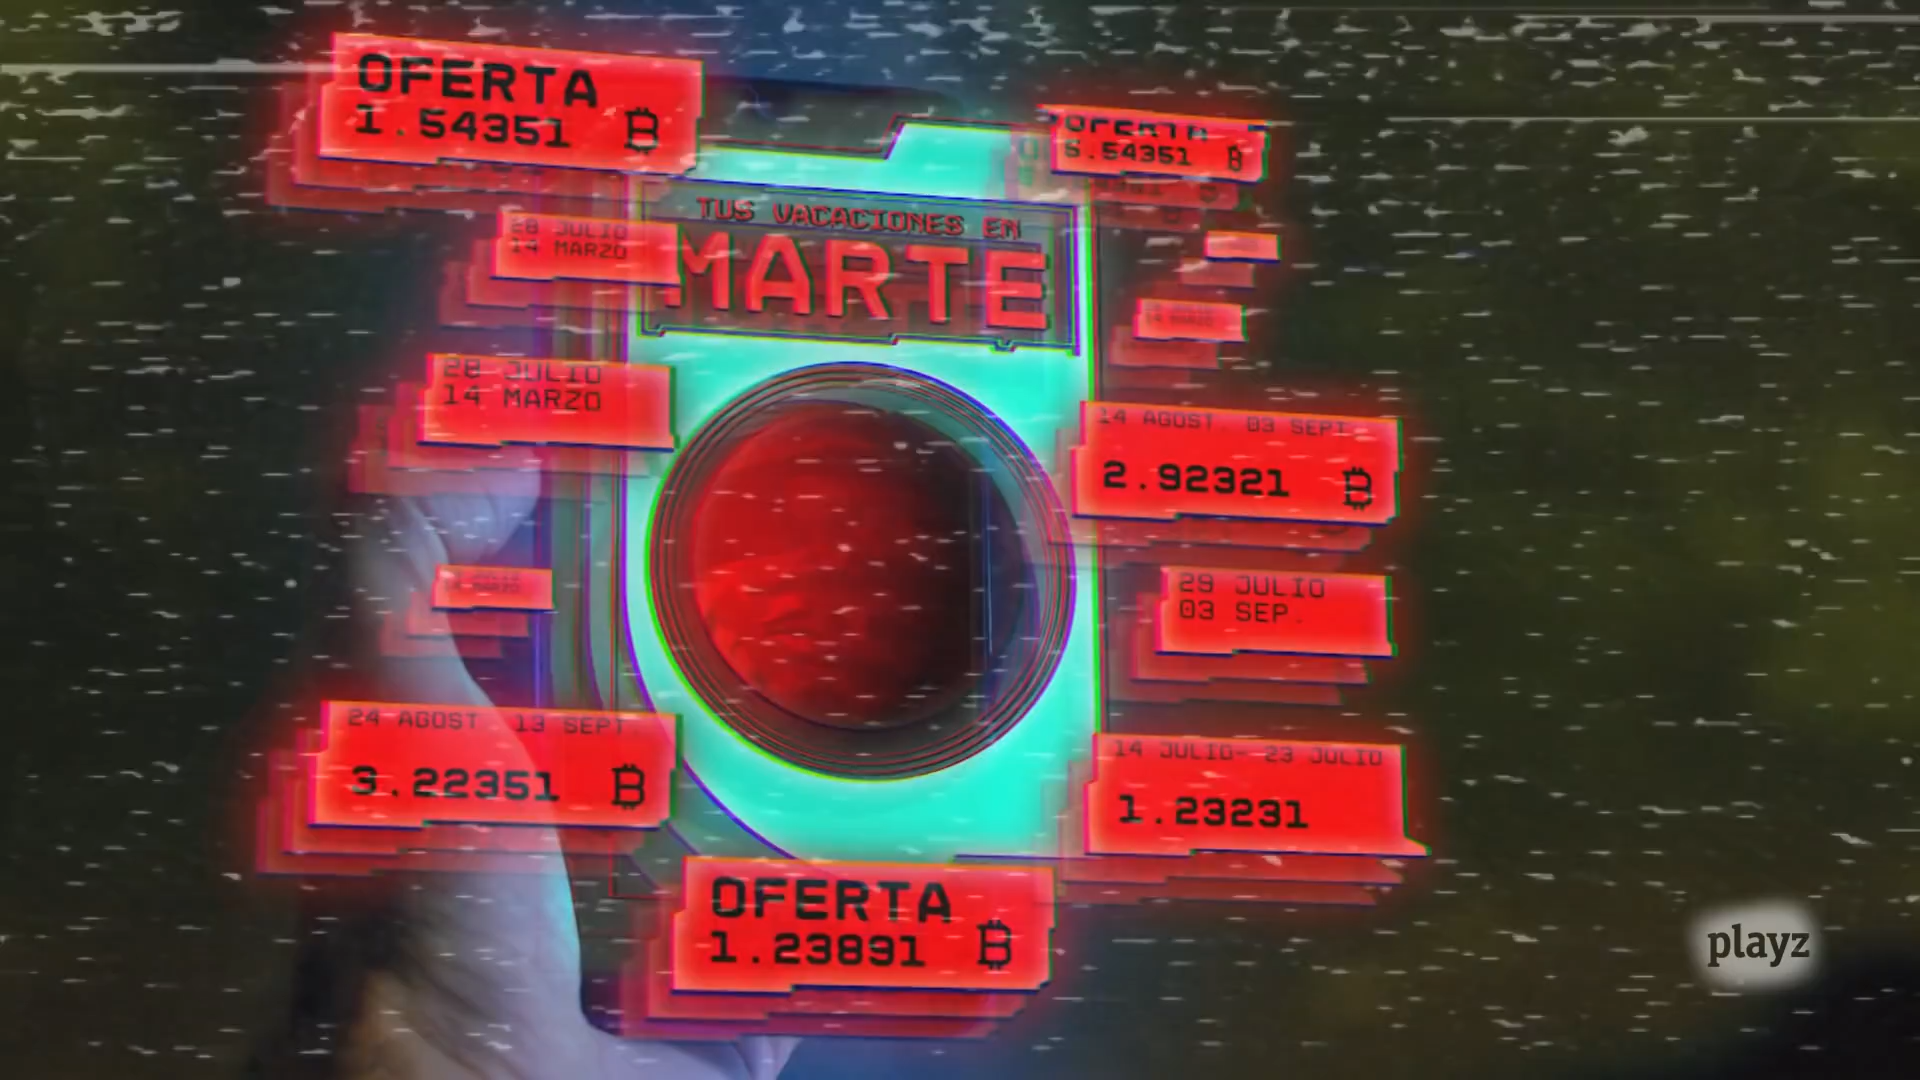 OFERTA
1.54351 ₿
OFERTA
5.54351 ₿
TUS VACACIONES EN
MARTE
28 JULIO
14 MARZO
28 JULIO
14 MARZO
14 AGOST. 03 SEPT.
2.92321 ₿
29 JULIO
03 SEP.
24 AGOST. 13 SEPT.
3.22351 ₿
14 JULIO- 23 JULIO
1.23231
OFERTA
1.23891 ₿
playz